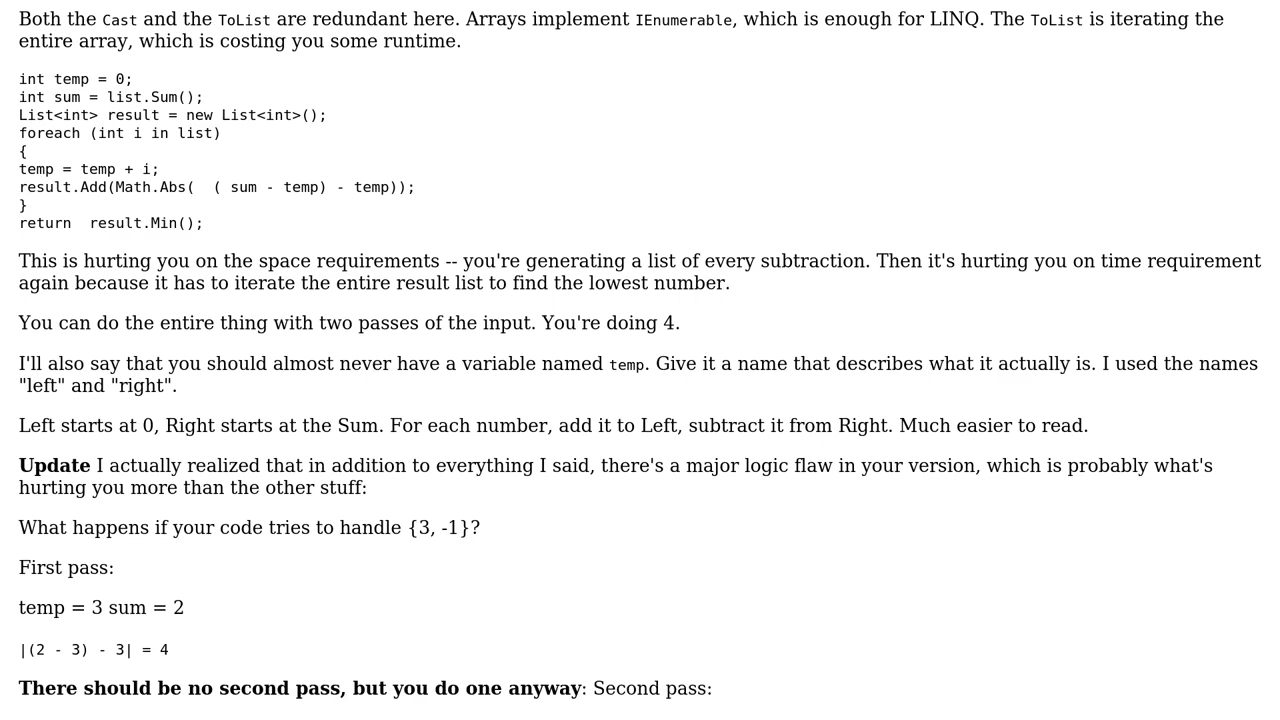 Both the Cast and the ToList are redundant here. Arrays implement IEnumerable, which is enough for LINQ. The ToList is iterating the
entire array, which is costing you some runtime.
int temp = 0;
int sum = list.Sum();
List<int> result = new List<int>();
foreach (int i in list)
{
temp = temp + i;
result.Add(Math.Abs(  ( sum - temp) - temp));
}
return  result.Min();
This is hurting you on the space requirements -- you're generating a list of every subtraction. Then it's hurting you on time requirement
again because it has to iterate the entire result list to find the lowest number.
You can do the entire thing with two passes of the input. You're doing 4.
I'll also say that you should almost never have a variable named temp. Give it a name that describes what it actually is. I used the names
"left" and "right".
Left starts at 0, Right starts at the Sum. For each number, add it to Left, subtract it from Right. Much easier to read.
Update I actually realized that in addition to everything I said, there's a major logic flaw in your version, which is probably what's
hurting you more than the other stuff:
What happens if your code tries to handle {3, -1}?
First pass:
temp = 3 sum = 2
|(2 - 3) - 3| = 4
There should be no second pass, but you do one anyway: Second pass: